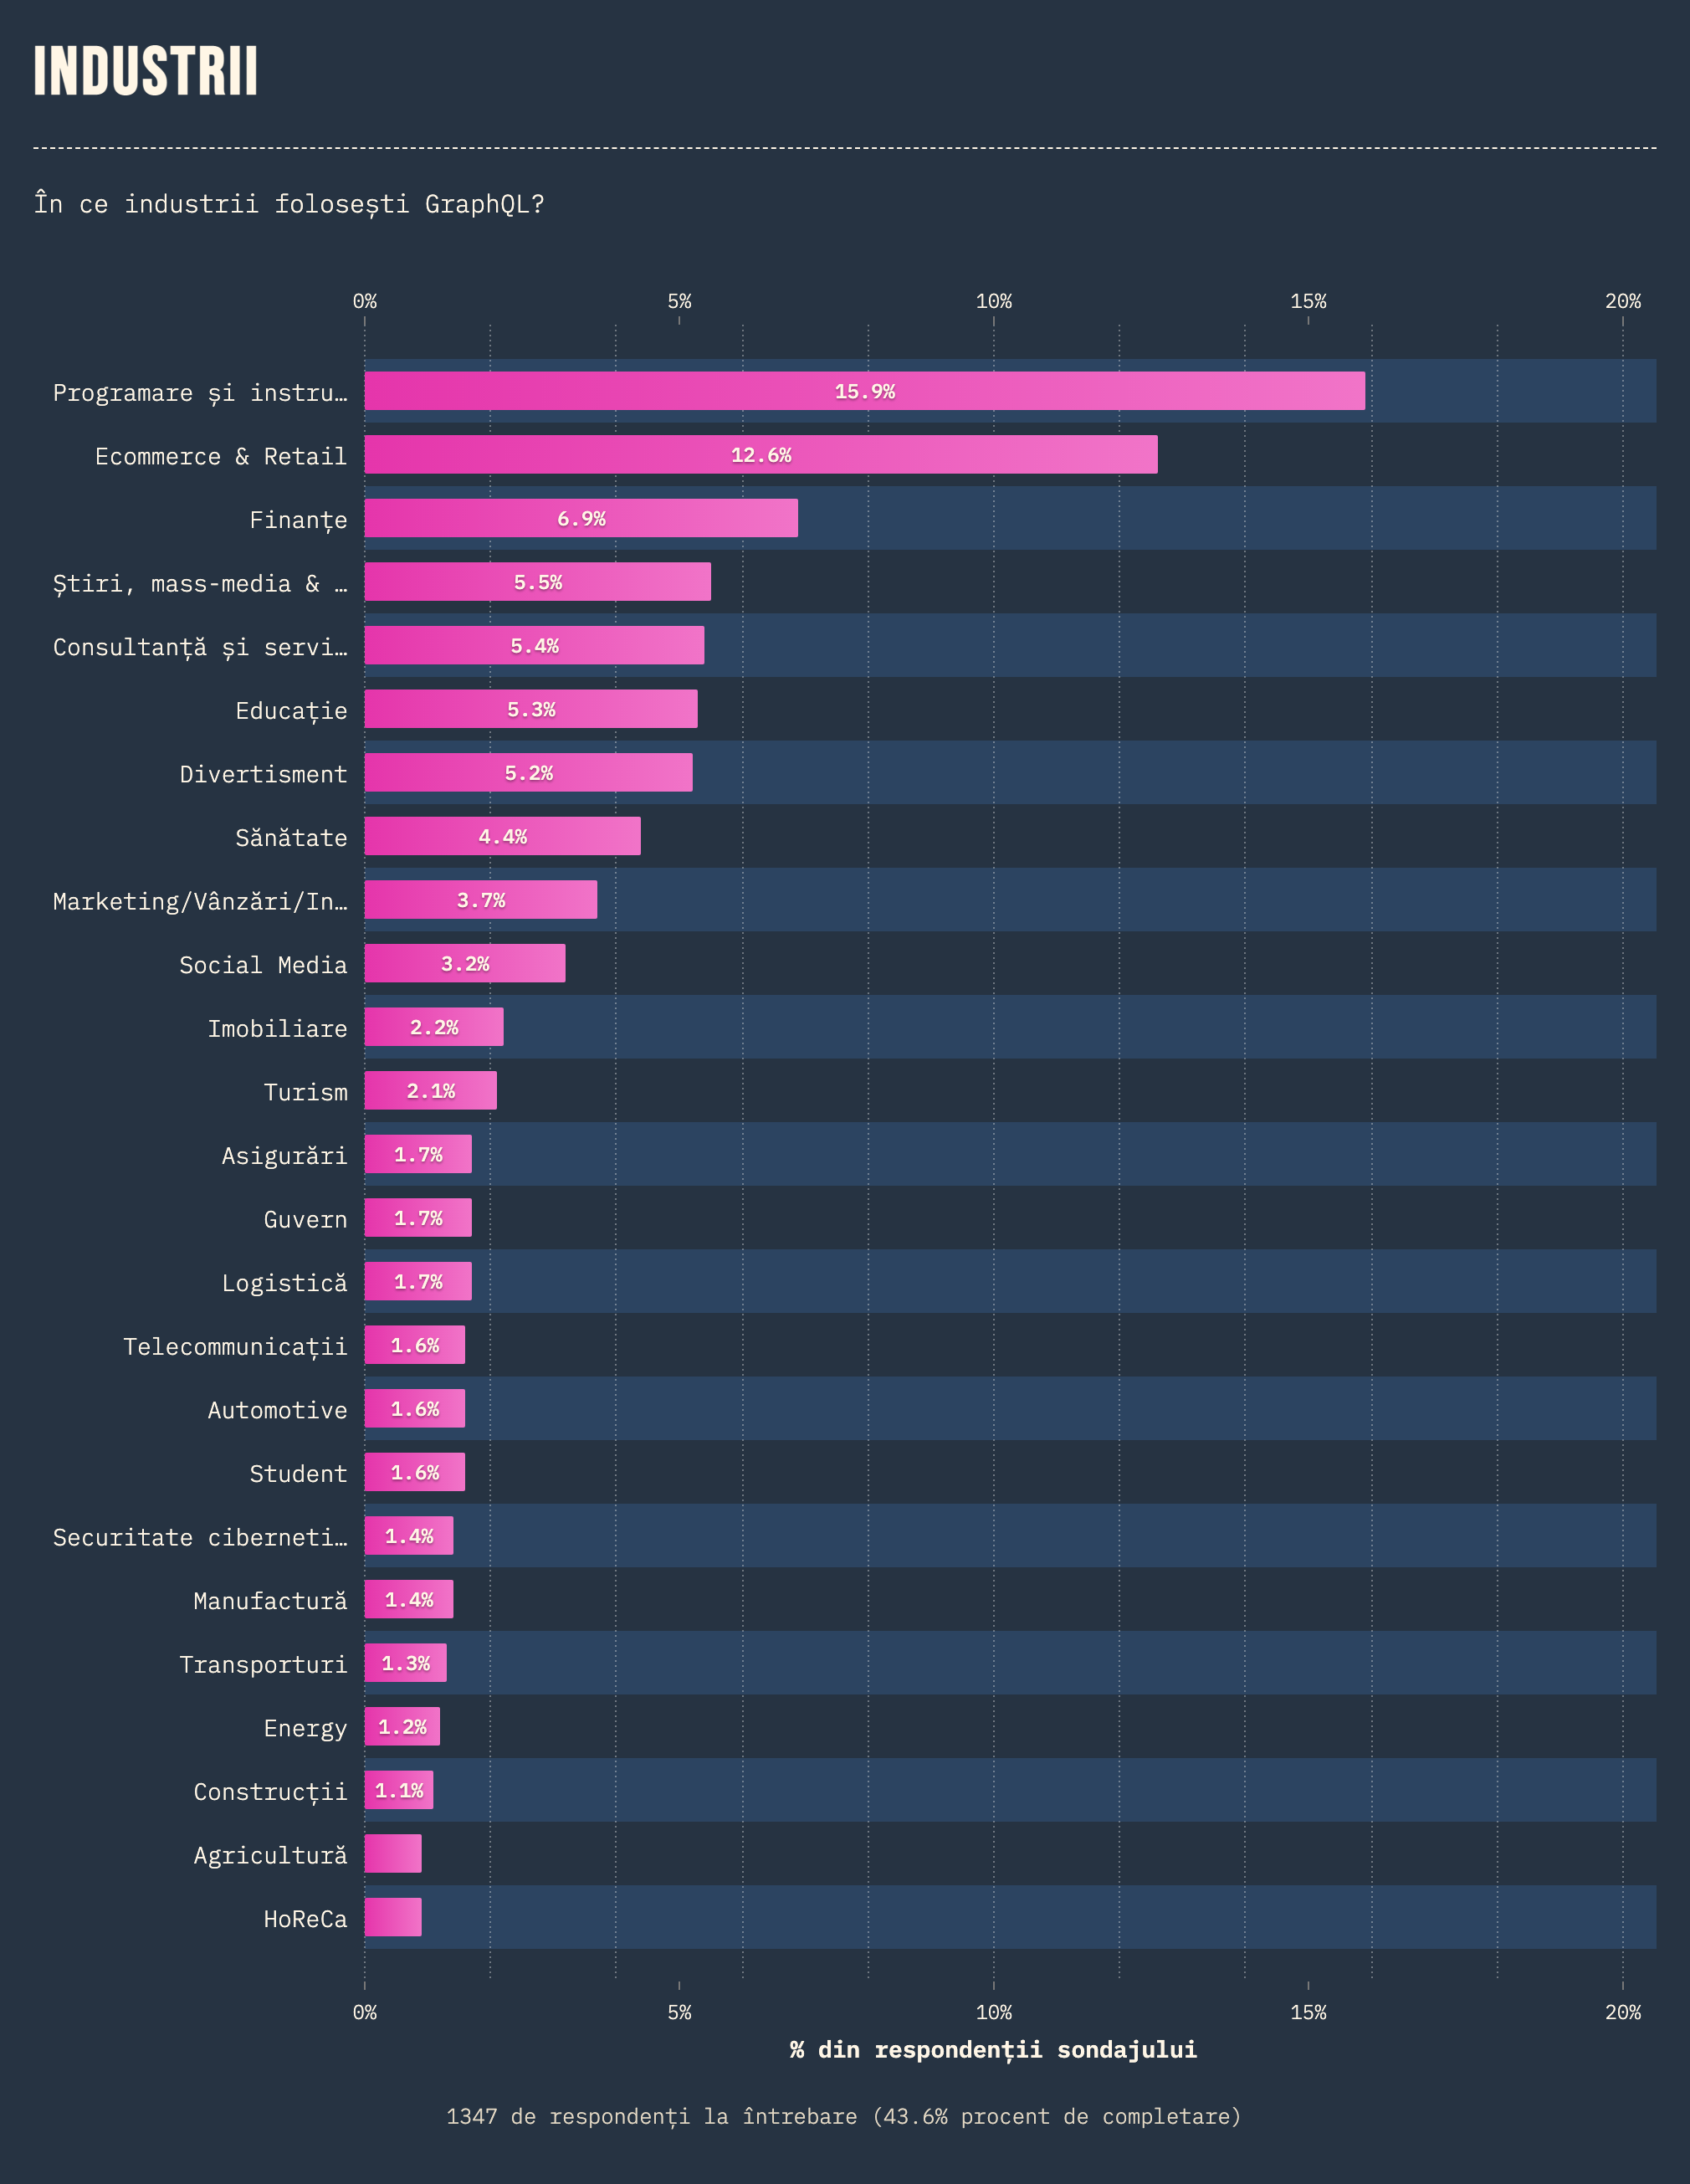 INDUSTRII
În ce industrii folosești GraphQL?
0% 5% 10% 15% 20%
Programare și instru… 15.9%
Ecommerce & Retail 12.6%
Finanțe 6.9%
Știri, mass-media & … 5.5%
Consultanță și servi… 5.4%
Educație 5.3%
Divertisment 5.2%
Sănătate 4.4%
Marketing/Vânzări/In… 3.7%
Social Media 3.2%
Imobiliare 2.2%
Turism 2.1%
Asigurări 1.7%
Guvern 1.7%
Logistică 1.7%
Telecommunicații 1.6%
Automotive 1.6%
Student 1.6%
Securitate ciberneti… 1.4%
Manufactură 1.4%
Transporturi 1.3%
Energy 1.2%
Construcții 1.1%
Agricultură
HoReCa
0% 5% 10% 15% 20%
% din respondenții sondajului
1347 de respondenți la întrebare (43.6% procent de completare)